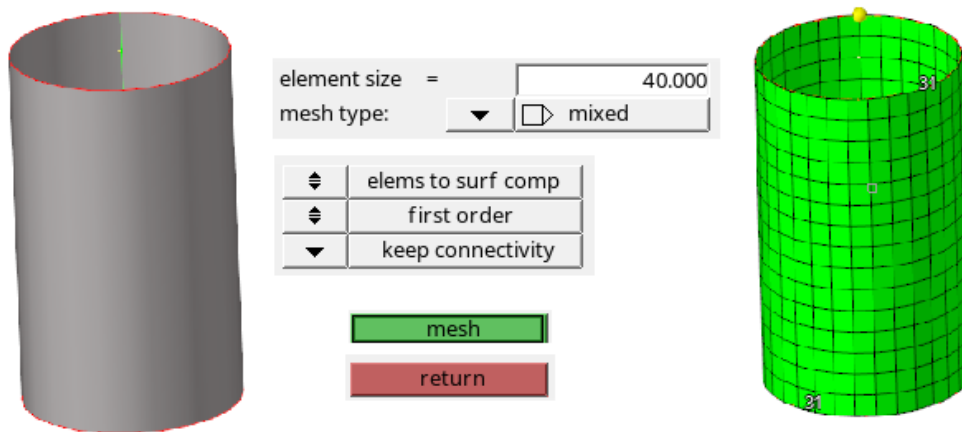 element size = 40.000
mesh type: mixed
elems to surf comp
first order
keep connectivity
mesh
return
31
31